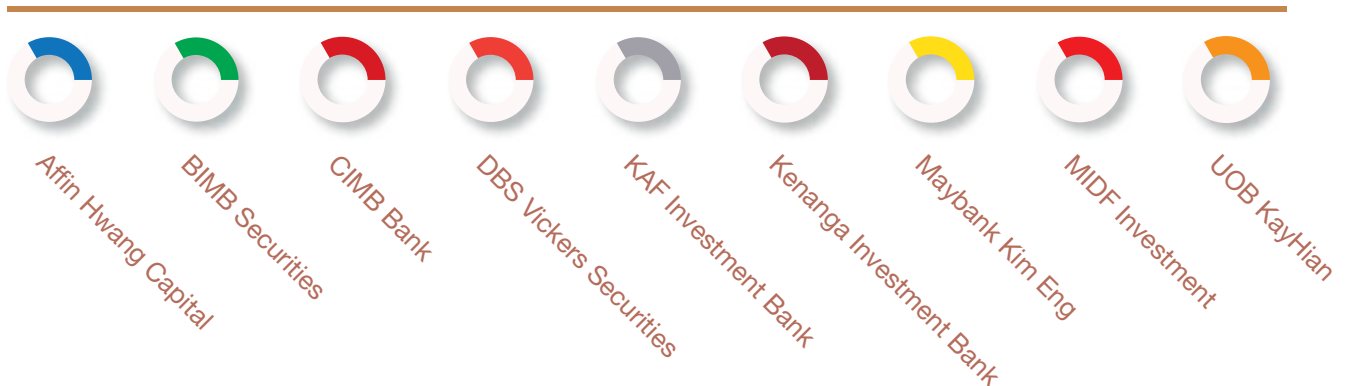 Affin Hwang Capital
BIMB Securities
CIMB Bank
DBS Vickers Securities
KAF Investment Bank
Kenanga Investment Bank
Maybank Kim Eng
MIDF Investment
UOB KayHian